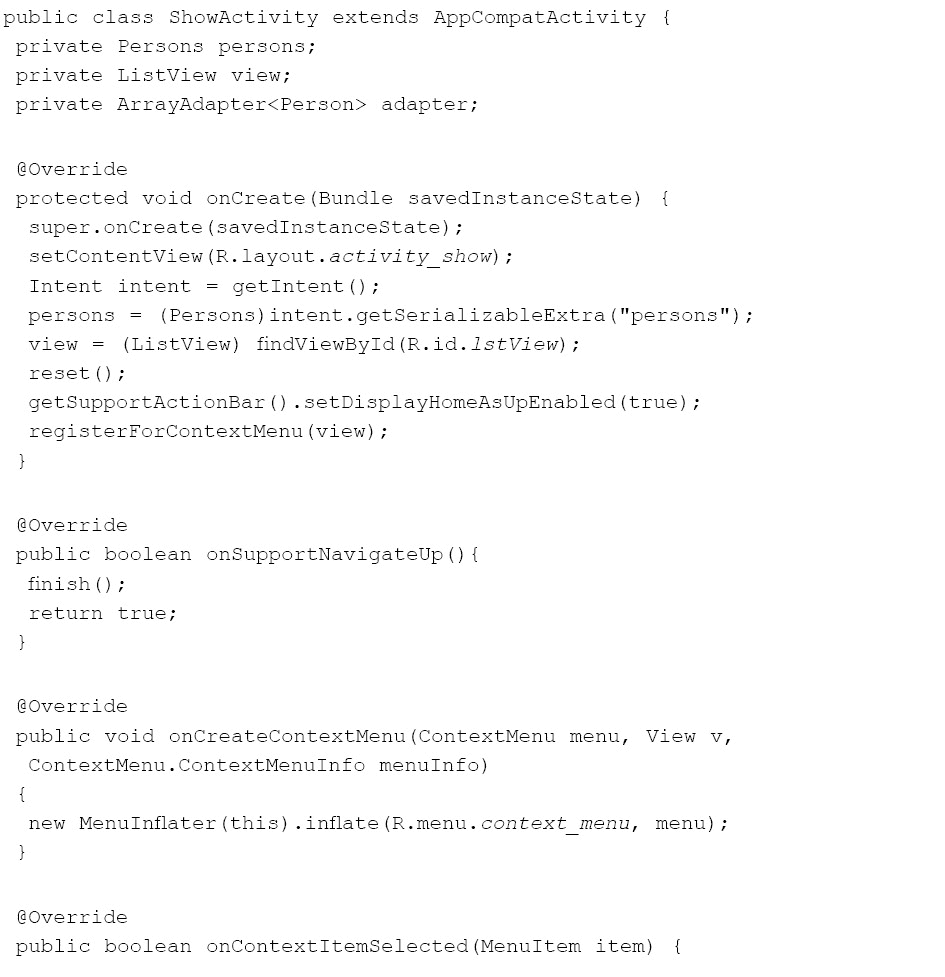 public class ShowActivity extends AppCompatActivity {
private Persons persons;
private ListView view;
private ArrayAdapter<Person> adapter;
@Override
protected void onCreate(Bundle savedInstanceState) {
super.onCreate(savedInstanceState);
setContentView(R.layout.activity_show);
Intent intent = getIntent();
persons = (Persons)intent.getSerializableExtra("persons");
view = (ListView) findViewById(R.id.lstView);
reset();
getSupportActionBar().setDisplayHomeAsUpEnabled(true);
registerForContextMenu(view);
}
@Override
public boolean onSupportNavigateUp(){
finish();
return true;
}
@Override
public void onCreateContextMenu(ContextMenu menu, View v,
ContextMenu.ContextMenuInfo menuInfo)
{
new MenuInflater(this).inflate(R.menu.context_menu, menu);
}
@Override
public boolean onContextItemSelected(MenuItem item) {